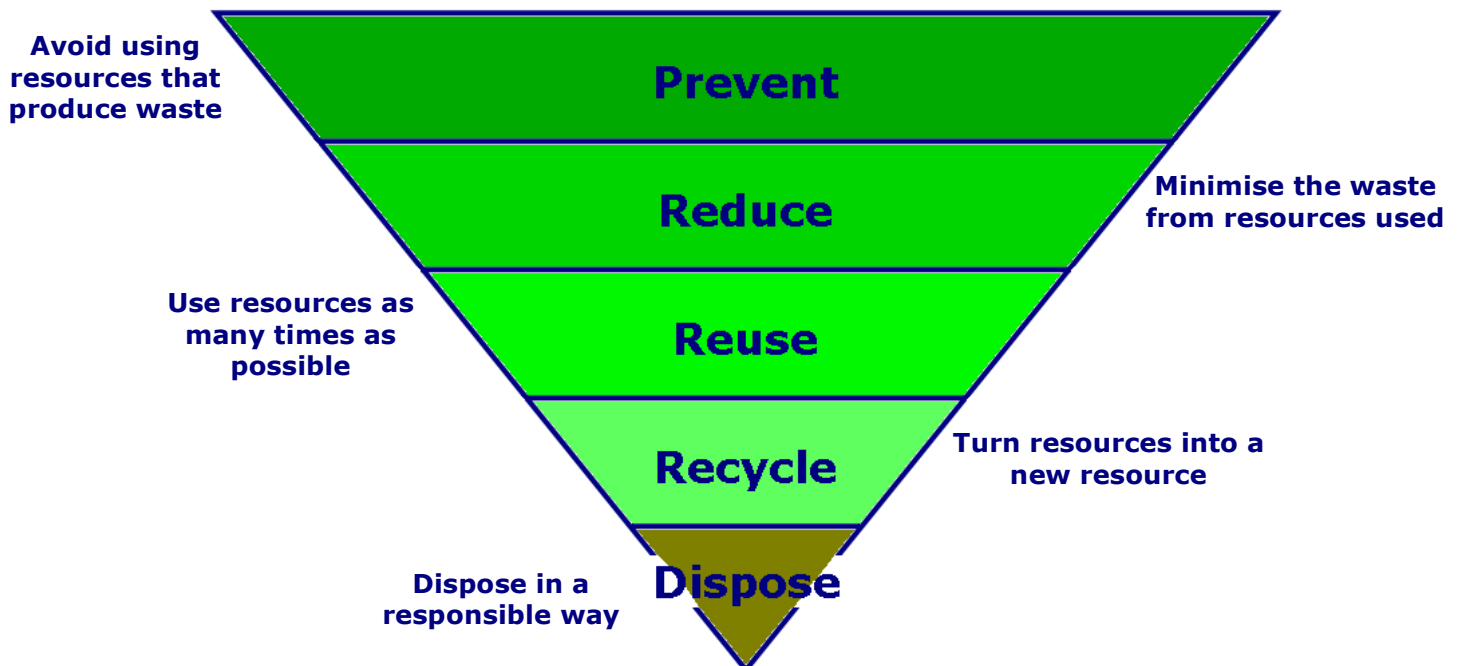 Avoid using
resources that
produce waste
Prevent
Reduce
Minimise the waste
from resources used
Use resources as
many times as
possible
Reuse
Recycle
Turn resources into a
new resource
Dispose in a
responsible way
Dispose